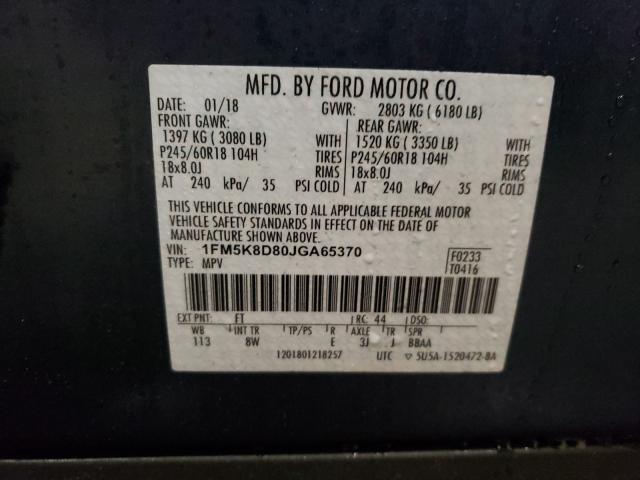 MFD. BY FORD MOTOR CO.
DATE: 01/18 GVWR: 2803 KG ( 6180 LB)
FRONT GAWR: REAR GAWR:
1397 KG ( 3080 LB) WITH 1520 KG ( 3350 LB) WITH
P245/60R18 104H TIRES P245/60R18 104H TIRES
18x8.0J RIMS 18x8.0J RIMS
AT 240 kPa/ 35 PSI COLD AT 240 kPa/ 35 PSI COLD
THIS VEHICLE CONFORMS TO ALL APPLICABLE FEDERAL MOTOR
VEHICLE SAFETY STANDARDS IN EFFECT ON THE DATE OF
MANUFACTURE SHOWN ABOVE.
VIN: 1FM5K8D80JGA65370 F0233
TYPE: MPV T0416
EXT PNT: FT RC: 44 DSO:
WB INT TR TP/PS R AXLE TR SPR
113 8W E 3J J BBAA
1201801218257 UTC ▽ 5U5A-1520472-BA